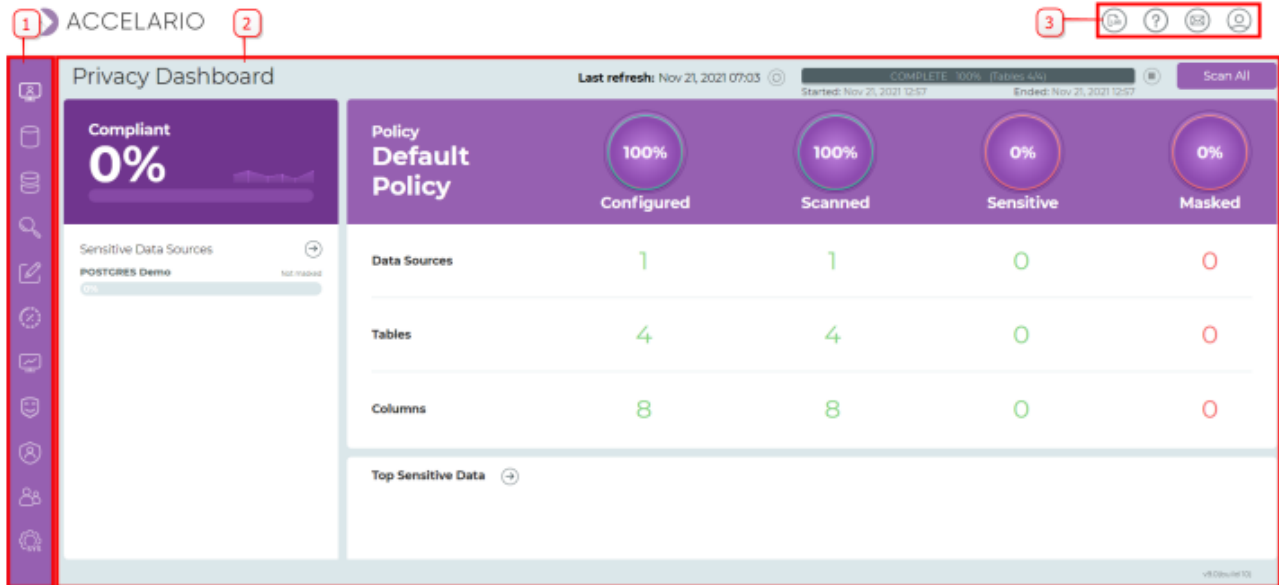 1
ACCELARIO
2
3
Privacy Dashboard
Last refresh: Nov 21, 2021 07:03
COMPLETE 100% (Tables 4/4)
Started: Nov 21, 2021 12:57
Ended: Nov 21, 2021 12:57
Scan All
Compliant
0%
Policy
Default
Policy
100%
Configured
100%
Scanned
0%
Sensitive
0%
Masked
Sensitive Data Sources
POSTGRES Demo
Not masked
0%
Data Sources 1 1 0 0
Tables 4 4 0 0
Columns 8 8 0 0
Top Sensitive Data
SYS